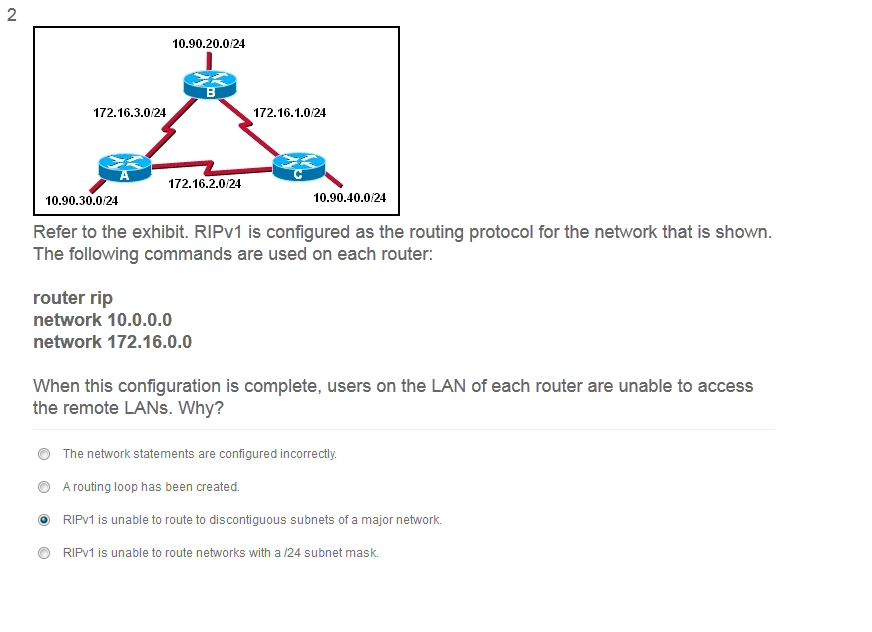 2
10.90.20.0/24
B
172.16.3.0/24
172.16.1.0/24
A
C
172.16.2.0/24
10.90.30.0/24
10.90.40.0/24
Refer to the exhibit. RIPv1 is configured as the routing protocol for the network that is shown.
The following commands are used on each router:
router rip
network 10.0.0.0
network 172.16.0.0
When this configuration is complete, users on the LAN of each router are unable to access
the remote LANs. Why?
The network statements are configured incorrectly.
A routing loop has been created.
RIPv1 is unable to route to discontiguous subnets of a major network.
RIPv1 is unable to route networks with a /24 subnet mask.